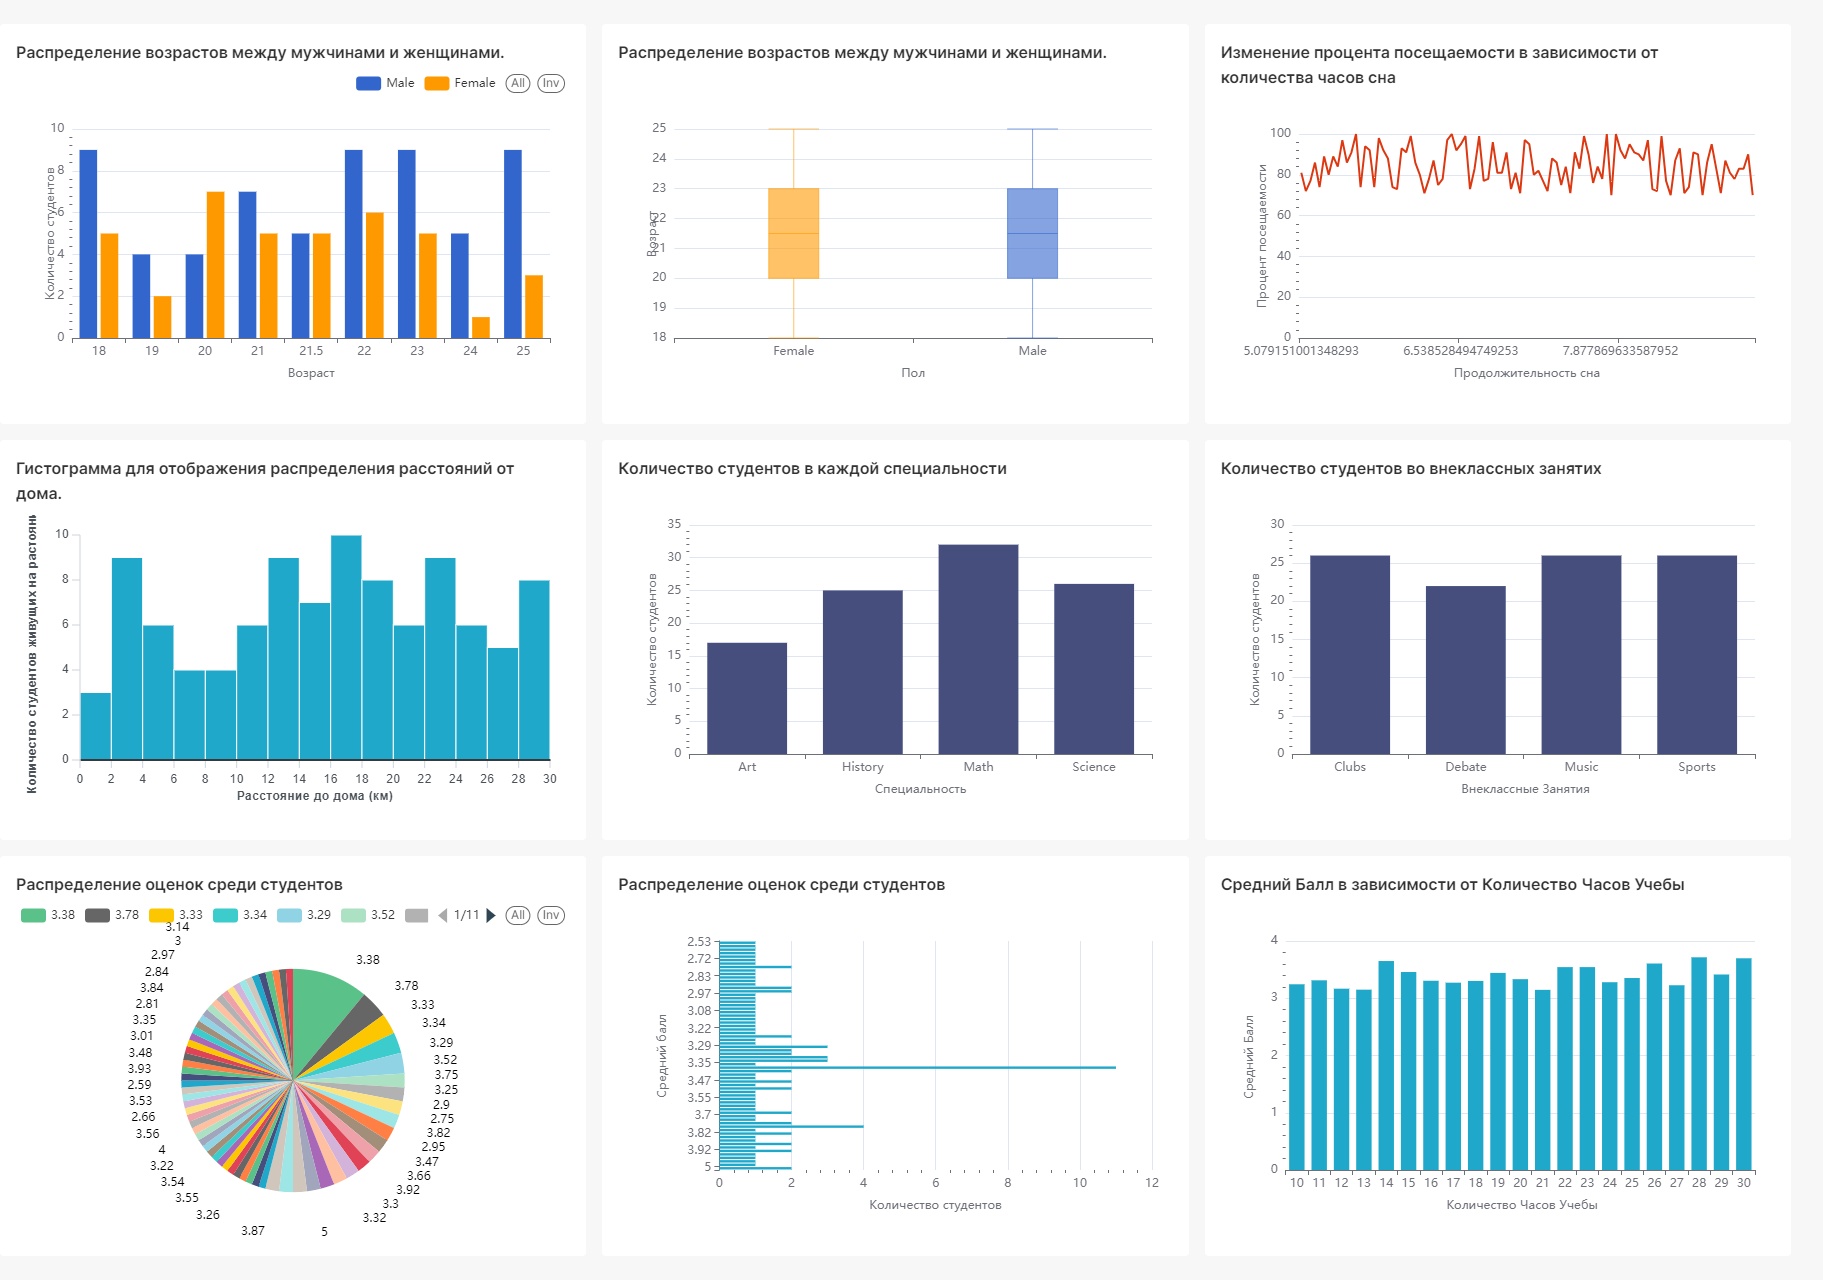 Распределение возрастов между мужчинами и женщинами.
Male Female All Inv
Количество студентов
10
8
6
4
2
0
18 19 20 21 21.5 22 23 24 25
Возраст
Распределение возрастов между мужчинами и женщинами.
Возраст
25
24
23
22
21
20
19
18
Female Male
Пол
Изменение процента посещаемости в зависимости от
количества часов сна
Процент посещаемости
100
80
60
40
20
0
5.079151001348293 6.538528494749253 7.877869633587952
Продолжительность сна
Гистограмма для отображения распределения расстояний от
дома.
Количество студентов живущих на растоян
10
8
6
4
2
0
0 2 4 6 8 10 12 14 16 18 20 22 24 26 28 30
Расстояние до дома (км)
Количество студентов в каждой специальности
Количество студентов
35
30
25
20
15
10
5
0
Art History Math Science
Специальность
Количество студентов во внеклассных занятих
Количество студентов
30
25
20
15
10
5
0
Clubs Debate Music Sports
Внеклассные Занятия
Распределение оценок среди студентов
3.38 3.78 3.33 3.34 3.29 3.52 1/11 All Inv
3.14
3
2.97
2.84
3.84
2.81
3.35
3.01
3.48
3.93
2.59
3.53
2.66
3.56
4
3.22
3.54
3.55
3.26
3.87
3.38
3.78
3.33
3.34
3.29
3.52
3.75
3.25
2.9
2.75
3.82
2.95
3.47
3.66
3.92
3.3
3.32
5
Распределение оценок среди студентов
Средний балл
2.53
2.72
2.83
2.97
3.08
3.22
3.29
3.35
3.47
3.55
3.7
3.82
3.92
5
0 2 4 6 8 10 12
Количество студентов
Средний Балл в зависимости от Количество Часов Учебы
Средний Балл
4
3
2
1
0
10 11 12 13 14 15 16 17 18 19 20 21 22 23 24 25 26 27 28 29 30
Количество Часов Учебы